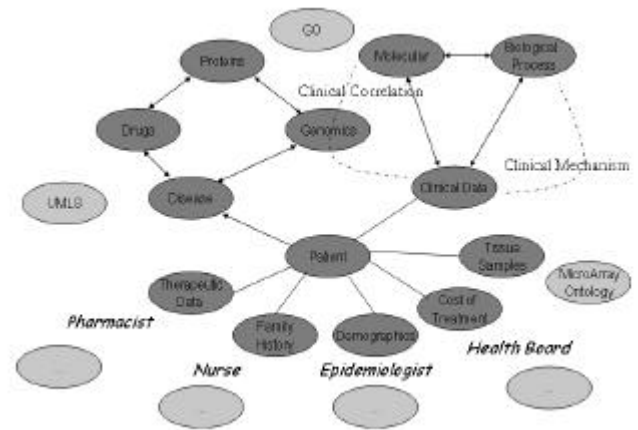 GO
Molecular
Biological
Process
Proteins
Clinical Correlation
Drugs
Genomics
Clinical Mechanism
Disease
Clinical Data
UMLS
Patient
Tissue
Samples
MicroArray
Ontology
Therapeutic
Data
Cost of
Treatment
Pharmacist
Family
History
Demographics
Health Board
Nurse
Epidemiologist
...
...
...
...